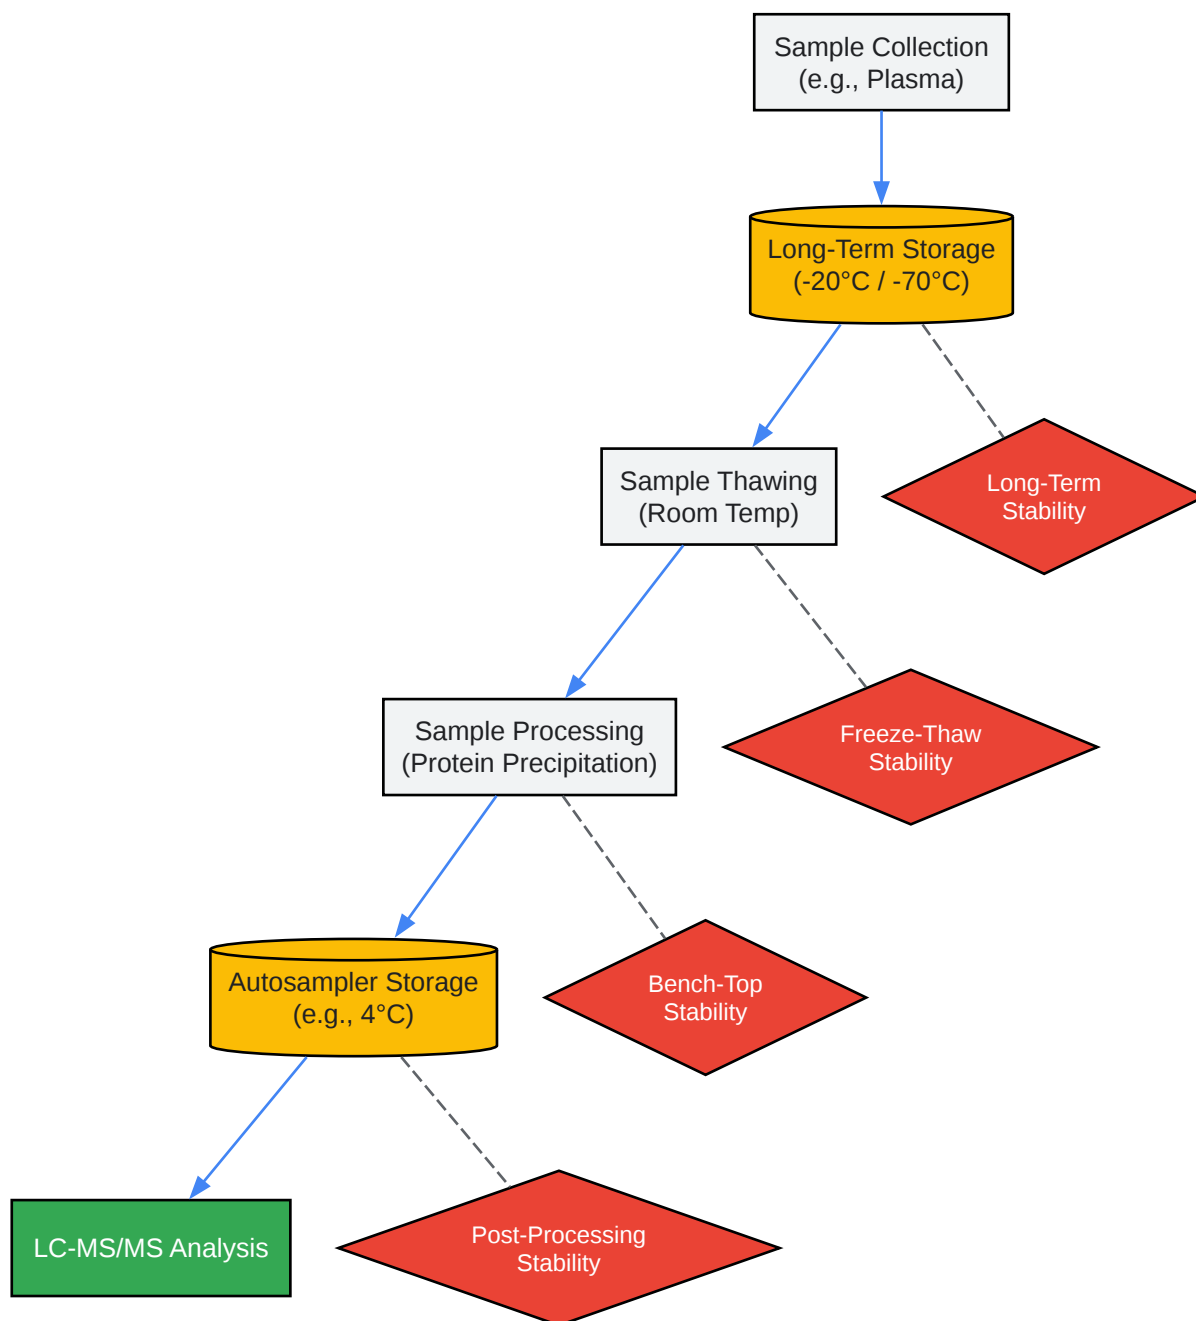 Sample Collection
(e.g., Plasma)
Long-Term Storage
(-20°C / -70°C)
Sample Thawing
(Room Temp)
Long-Term
Stability
Sample Processing
(Protein Precipitation)
Freeze-Thaw
Stability
Autosampler Storage
(e.g., 4°C)
Bench-Top
Stability
LC-MS/MS Analysis
Post-Processing
Stability